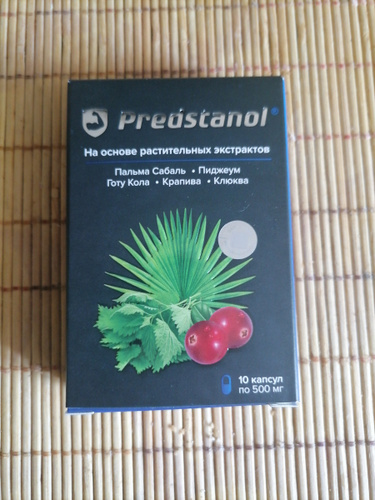 Predstanol®
На основе растительных экстрактов
Пальма Сабаль • Пиджеум
Готу Кола • Крапива • Клюква
10 капсул
по 500 мг